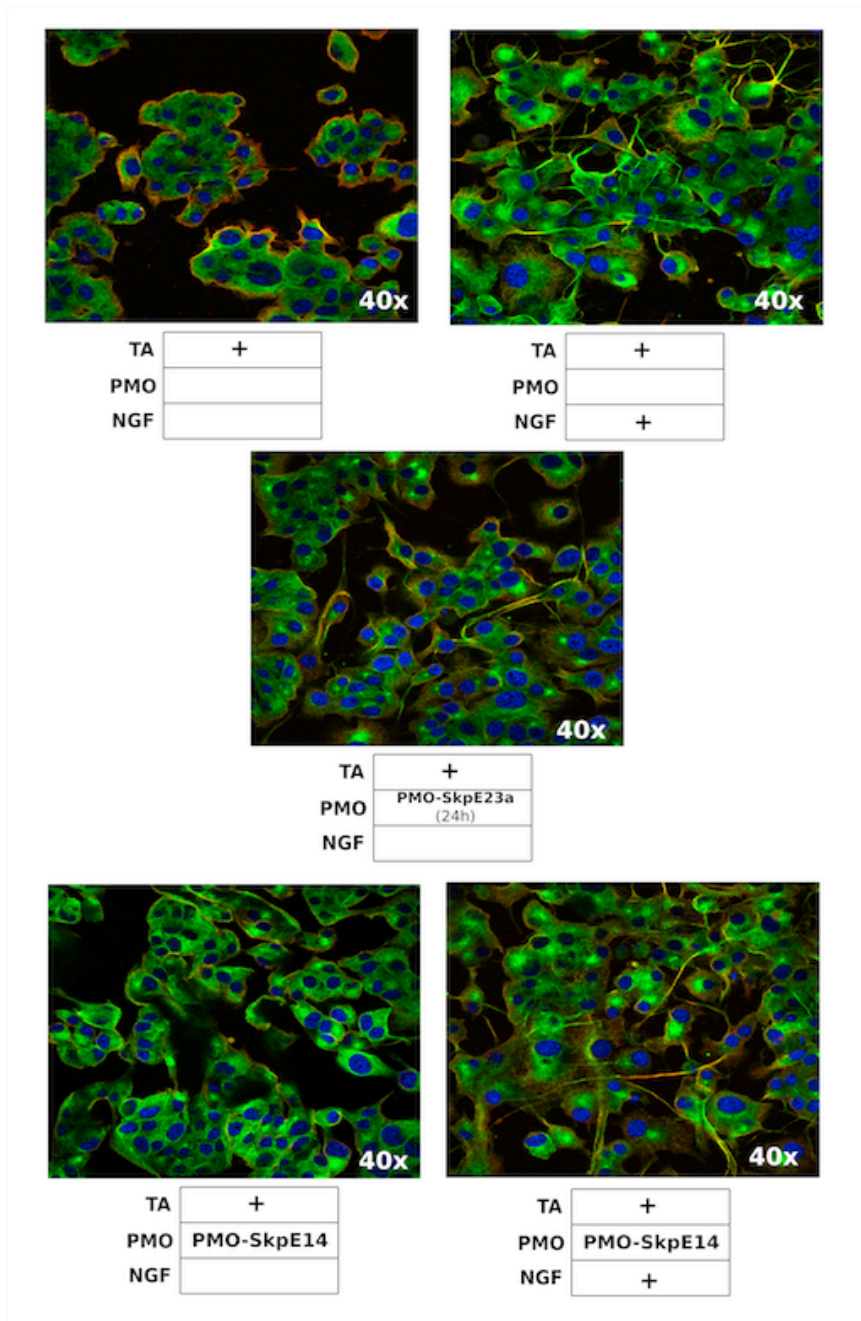 40x
40x
TA +
PMO
NGF
TA +
PMO
NGF +
40x
TA +
PMO PMO-SkpE23a
(24h)
NGF
40x
40x
TA +
PMO PMO-SkpE14
NGF
TA +
PMO PMO-SkpE14
NGF +